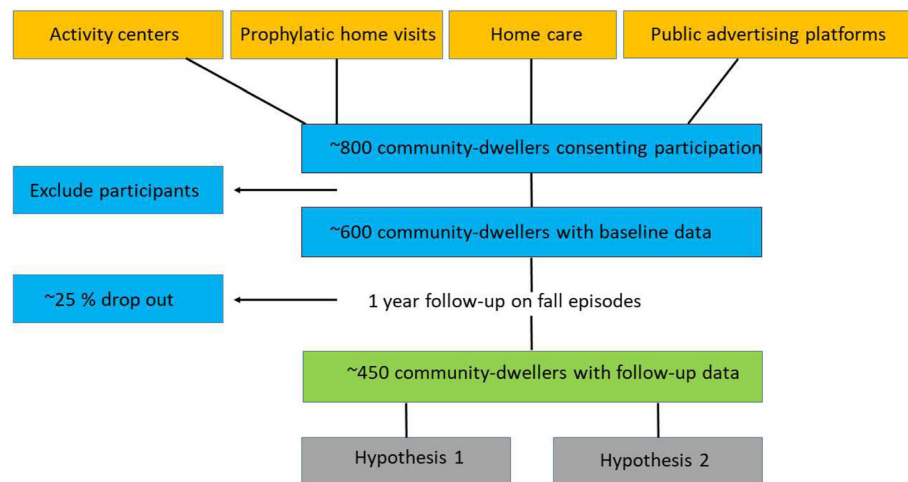 Activity centers
Prophylatic home visits
Home care
Public advertising platforms
~800 community-dwellers consenting participation
Exclude participants
~600 community-dwellers with baseline data
~25 % drop out
1 year follow-up on fall episodes
~450 community-dwellers with follow-up data
Hypothesis 1
Hypothesis 2